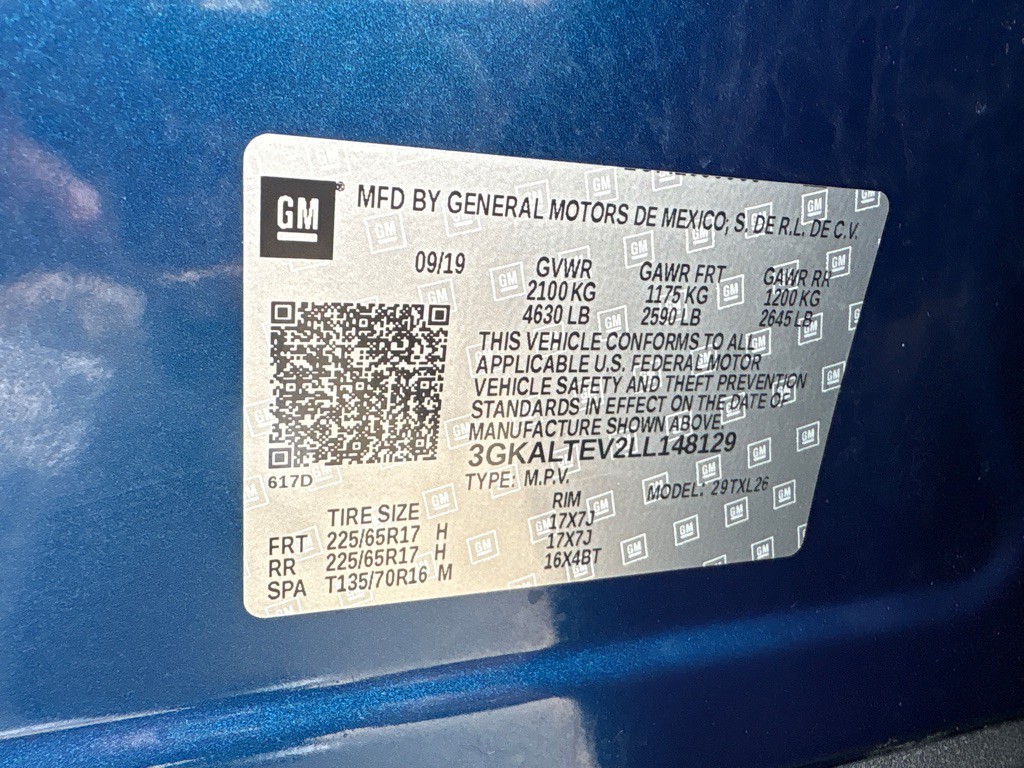 GM
MFD BY GENERAL MOTORS DE MEXICO, S. DE R.L. DE C.V.
09/19 GVWR GAWR FRT GAWR RR
2100 KG 1175 KG 1200 KG
4630 LB 2590 LB 2645 LB
THIS VEHICLE CONFORMS TO ALL
APPLICABLE U.S. FEDERAL MOTOR
VEHICLE SAFETY AND THEFT PREVENTION
STANDARDS IN EFFECT ON THE DATE OF
MANUFACTURE SHOWN ABOVE.
3GKALTEV2LL148129
617D TYPE: M.P.V. MODEL: 29TXL26
TIRE SIZE RIM
FRT 225/65R17 H 17X7J
RR 225/65R17 H 17X7J
SPA T135/70R16 M 16X4BT